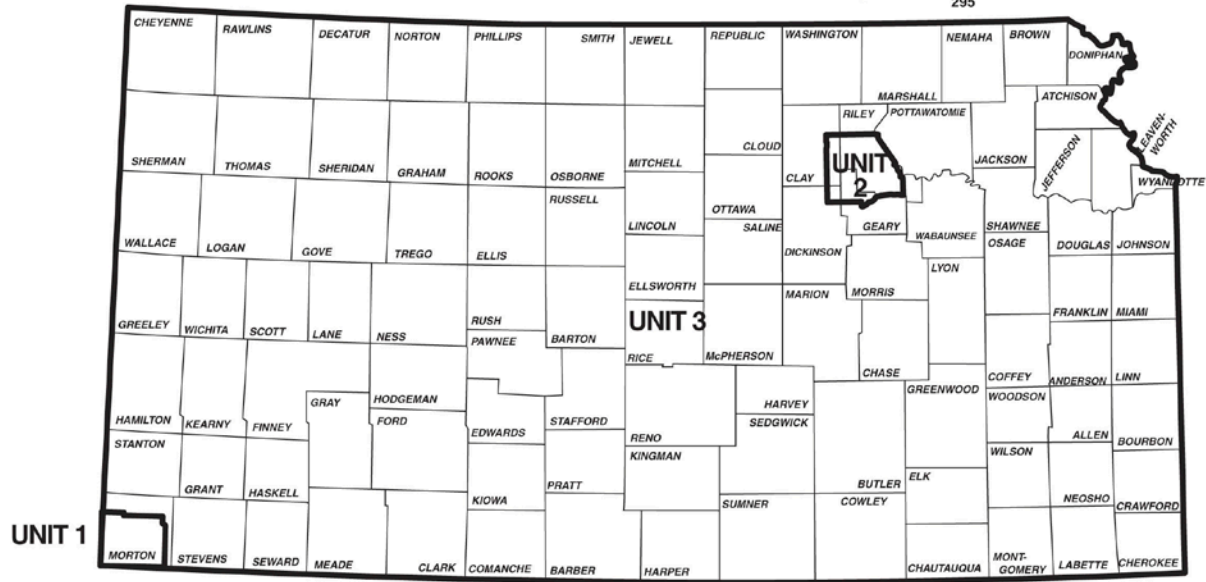 295
CHEYENNE
RAWLINS
DECATUR
NORTON
PHILLIPS
SMITH
JEWELL
REPUBLIC
WASHINGTON
NEMAHA
BROWN
DONIPHAN
MARSHALL
ATCHISON
RILEY
POTTAWATOMIE
LEAVEN-
WORTH
SHERMAN
THOMAS
SHERIDAN
GRAHAM
ROOKS
OSBORNE
MITCHELL
CLOUD
CLAY
UNIT
2
JACKSON
JEFFERSON
WYANDOTTE
RUSSELL
OTTAWA
WALLACE
LOGAN
GOVE
TREGO
ELLIS
LINCOLN
SALINE
DICKINSON
GEARY
WABAUNSEE
SHAWNEE
OSAGE
DOUGLAS
JOHNSON
LYON
ELLSWORTH
MARION
MORRIS
GREELEY
WICHITA
SCOTT
LANE
NESS
RUSH
PAWNEE
BARTON
UNIT 3
RICE
McPHERSON
FRANKLIN
MIAMI
CHASE
GREENWOOD
COFFEY
ANDERSON
LINN
WOODSON
HAMILTON
KEARNY
FINNEY
GRAY
HODGEMAN
FORD
EDWARDS
STAFFORD
RENO
HARVEY
SEDGWICK
ALLEN
BOURBON
STANTON
KINGMAN
WILSON
GRANT
HASKELL
KIOWA
PRATT
SUMNER
BUTLER
COWLEY
ELK
NEOSHO
CRAWFORD
UNIT 1
MORTON
STEVENS
SEWARD
MEADE
CLARK
COMANCHE
BARBER
HARPER
CHAUTAUQUA
MONT-
GOMERY
LABETTE
CHEROKEE